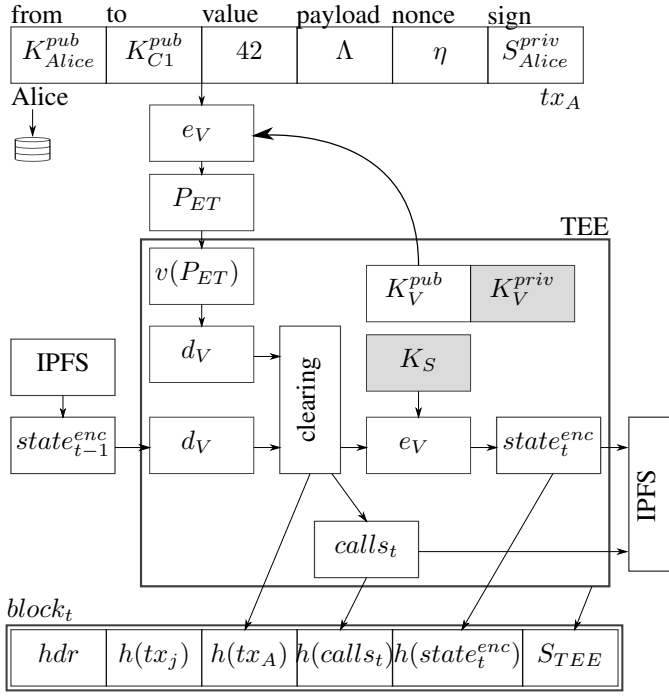 from to value payload nonce sign
K_{Alice}^{pub} K_{C1}^{pub} 42 Λ η S_{Alice}^{priv}
Alice tx_A
e_V
P_{ET}
TEE
v(P_{ET}) K_V^{pub} K_V^{priv}
d_V
IPFS K_S
clearing
state_{t-1}^{enc} d_V e_V state_t^{enc}
IPFS
calls_t
block_t
hdr h(tx_j) h(tx_A) h(calls_t) h(state_t^{enc}) S_{TEE}